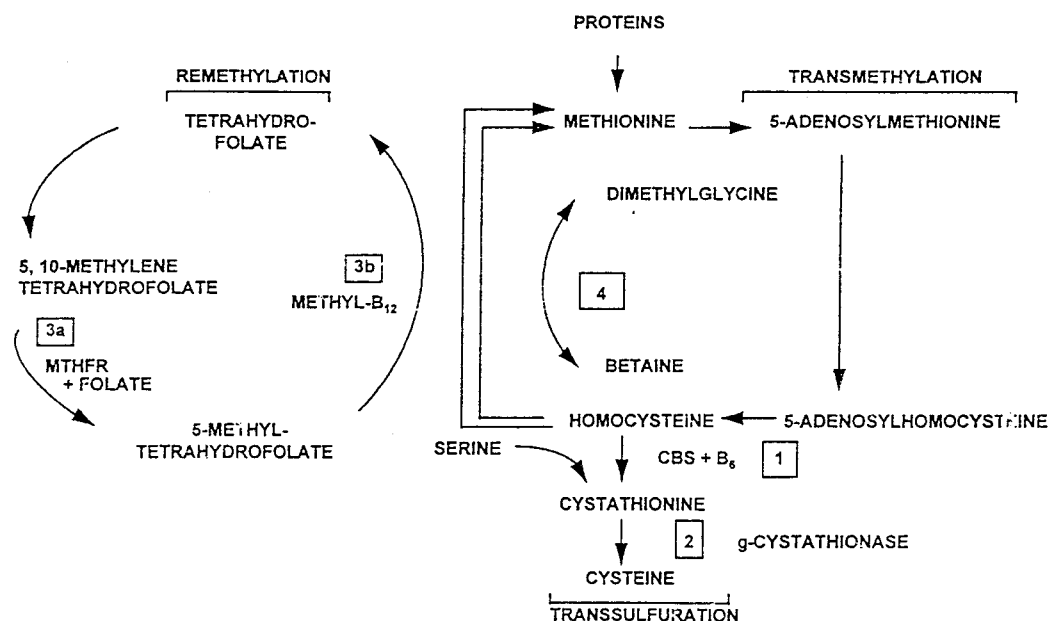 PROTEINS
REMETHYLATION
TRANSMETHYLATION
TETRAHYDRO-
FOLATE
METHIONINE
5-ADENOSYLMETHIONINE
DIMETHYLGLYCINE
5, 10-METHYLENE
TETRAHYDROFOLATE
3b
METHYL-B₁₂
4
3a
MTHFR
+ FOLATE
BETAINE
5-METHYL-
TETRAHYDROFOLATE
HOMOCYSTEINE
5-ADENOSYLHOMOCYSTEINE
SERINE
CBS + B₆
1
CYSTATHIONINE
2
g-CYSTATHIONASE
CYSTEINE
TRANSSULFURATION